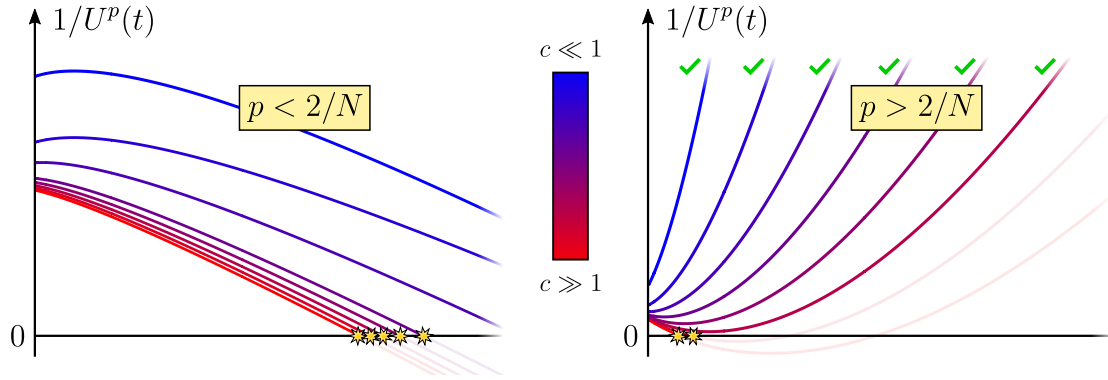 1/U^p(t)
p < 2/N
0
c ≪ 1
c ≫ 1
1/U^p(t)
p > 2/N
0